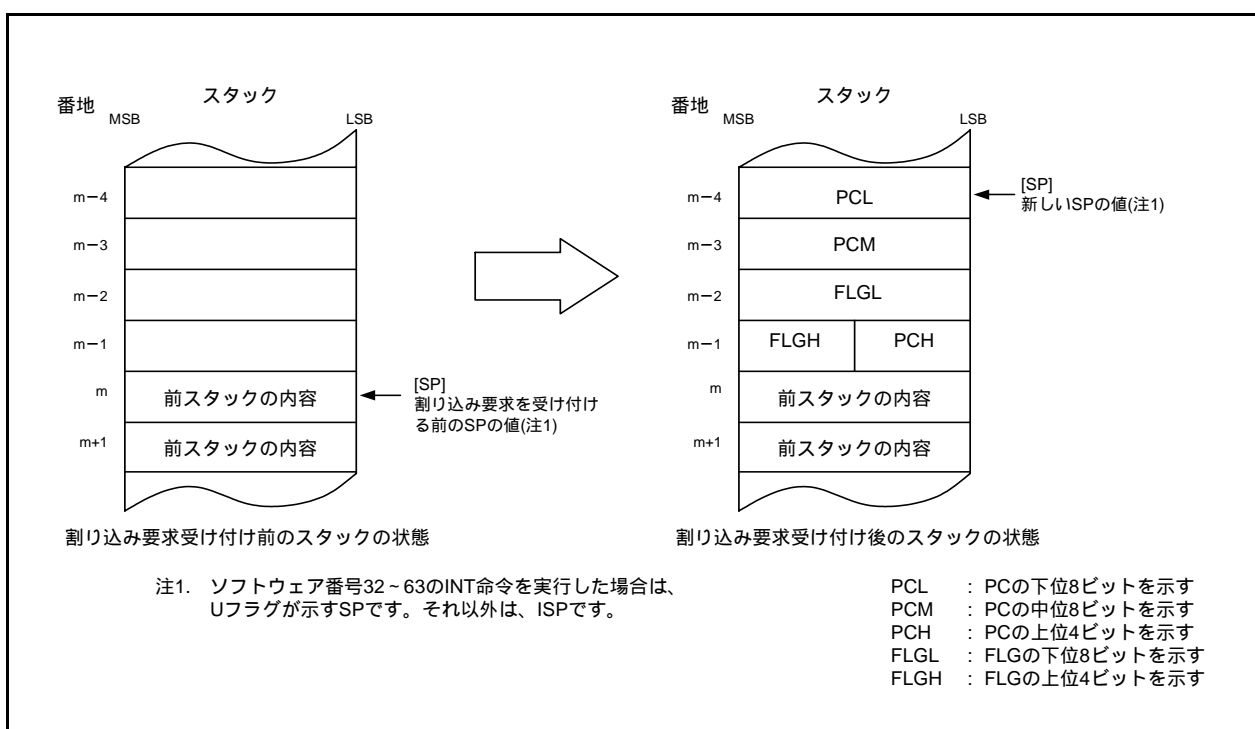 スタック
番地
MSB
LSB
m－4
m－3
m－2
m－1
m
前スタックの内容
m+1
前スタックの内容
[SP]
割り込み要求を受け付け
る前のSPの値(注1)
割り込み要求受け付け前のスタックの状態
スタック
番地
MSB
LSB
m－4
PCL
[SP]
新しいSPの値(注1)
m－3
PCM
m－2
FLGL
m－1
FLGH
PCH
m
前スタックの内容
m+1
前スタックの内容
割り込み要求受け付け後のスタックの状態
注1. ソフトウェア番号32～63のINT命令を実行した場合は、
Uフラグが示すSPです。それ以外は、ISPです。
PCL : PCの下位8ビットを示す
PCM : PCの中位8ビットを示す
PCH : PCの上位4ビットを示す
FLGL : FLGの下位8ビットを示す
FLGH : FLGの上位4ビットを示す